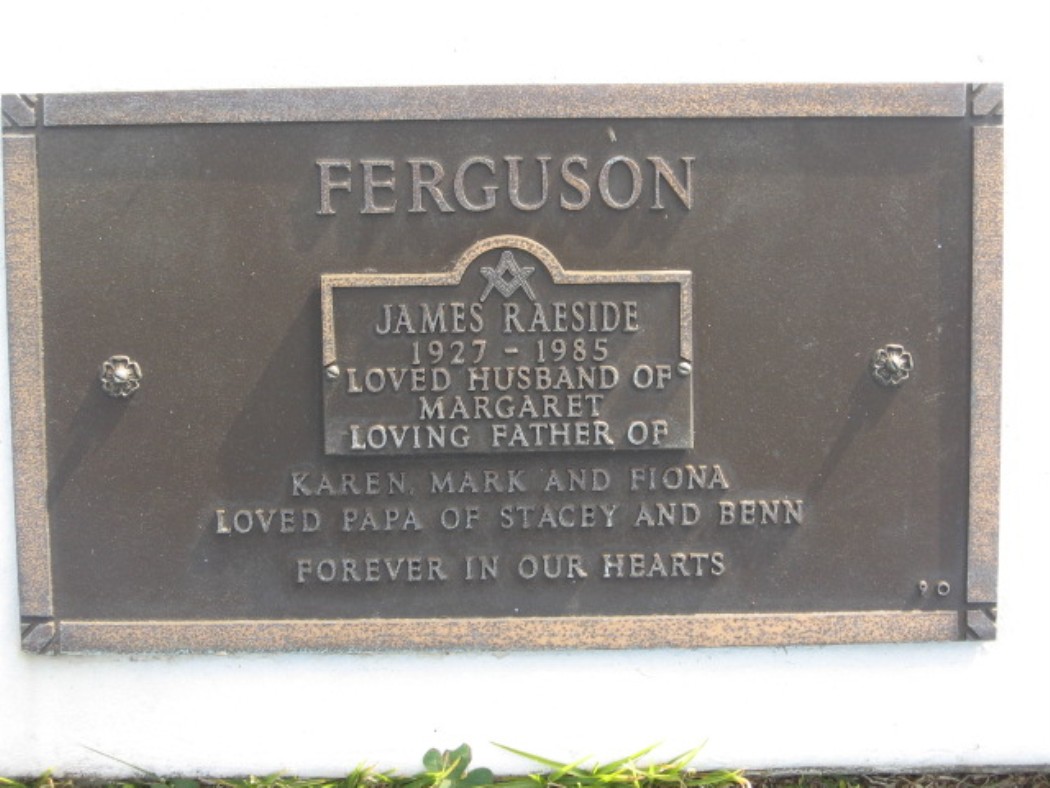 FERGUSON
JAMES RAESIDE
1927 - 1985
LOVED HUSBAND OF
MARGARET
LOVING FATHER OF
KAREN, MARK AND FIONA
LOVED PAPA OF STACEY AND BENN
FOREVER IN OUR HEARTS
90